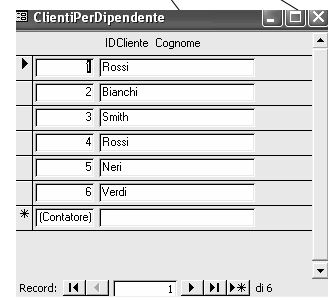 ClientiPerDipendente
IDCliente Cognome
1 Rossi
2 Bianchi
3 Smith
4 Rossi
5 Neri
6 Verdi
(Contatore)
Record: 1 di 6